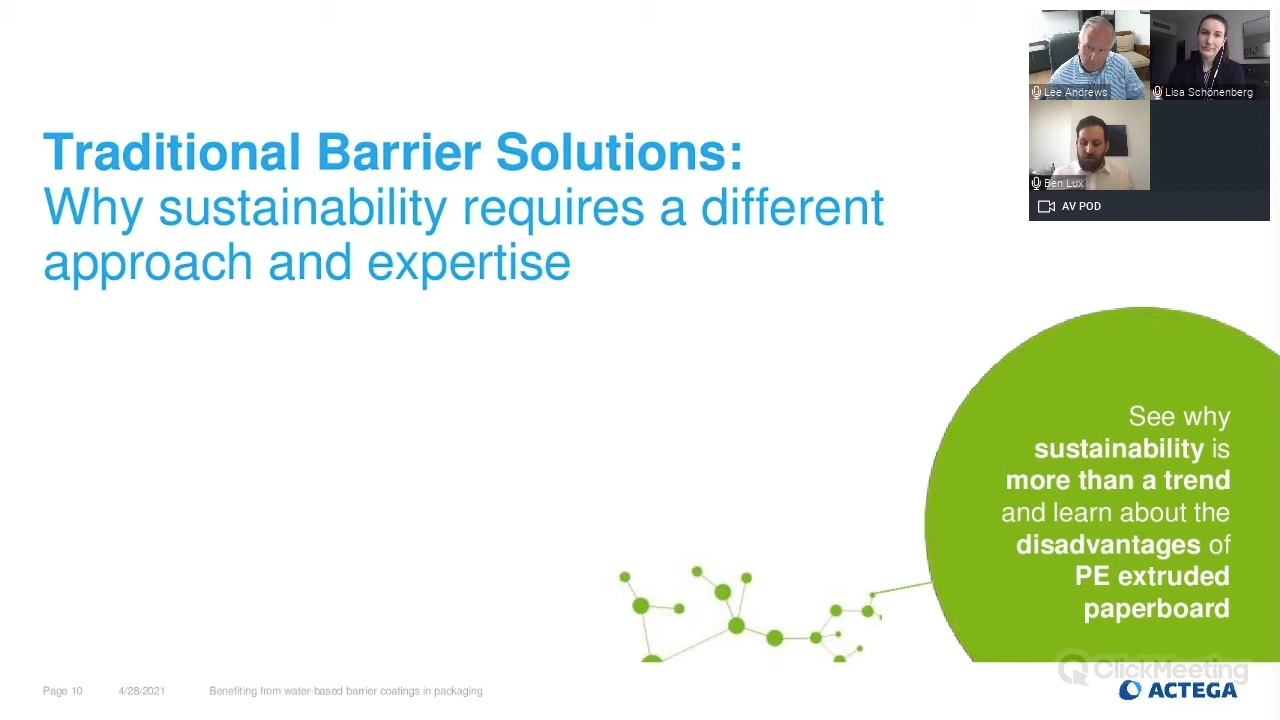 Traditional Barrier Solutions:
Why sustainability requires a different
approach and expertise
Lee Andrews
Lisa Schönenberg
Ben Lux
AV POD
See why
sustainability is
more than a trend
and learn about the
disadvantages of
PE extruded
paperboard
ClickMeeting
Page 10 4/28/2021 Benefiting from water-based barrier coatings in packaging
ACTEGA